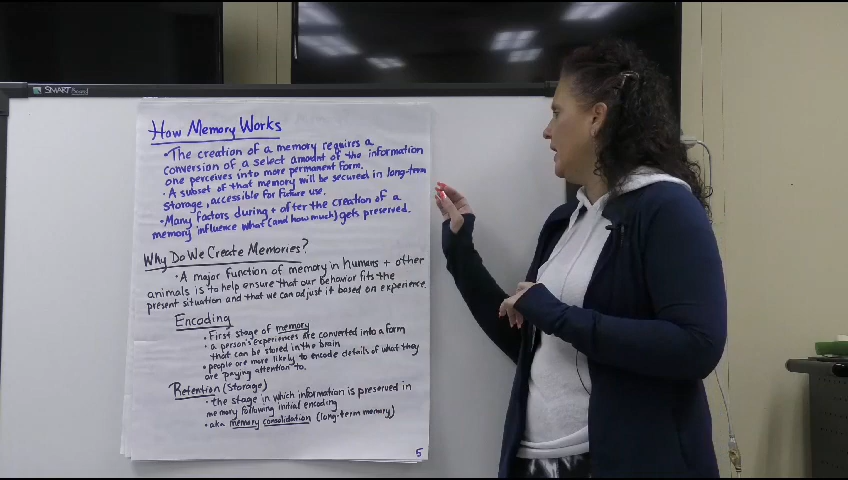 SMART Board
How Memory Works
• The creation of a memory requires a
conversion of a select amount of the information
one perceives into more permanent form.
• A subset of that memory will be secured in long-term
storage, accessible for future use.
• Many factors during + after the creation of a
memory influence what (and how much) gets preserved.
Why Do We Create Memories?
• A major function of memory in humans + other
animals is to help ensure that our behavior fits the
present situation and that we can adjust it based on experience.
Encoding
• First stage of memory
• a person's experiences are converted into a form
that can be stored in the brain
• people are more likely to encode details of what they
are paying attention to.
Retention (Storage)
• the stage in which information is preserved in
memory following initial encoding
• aka memory consolidation (long-term memory)
5